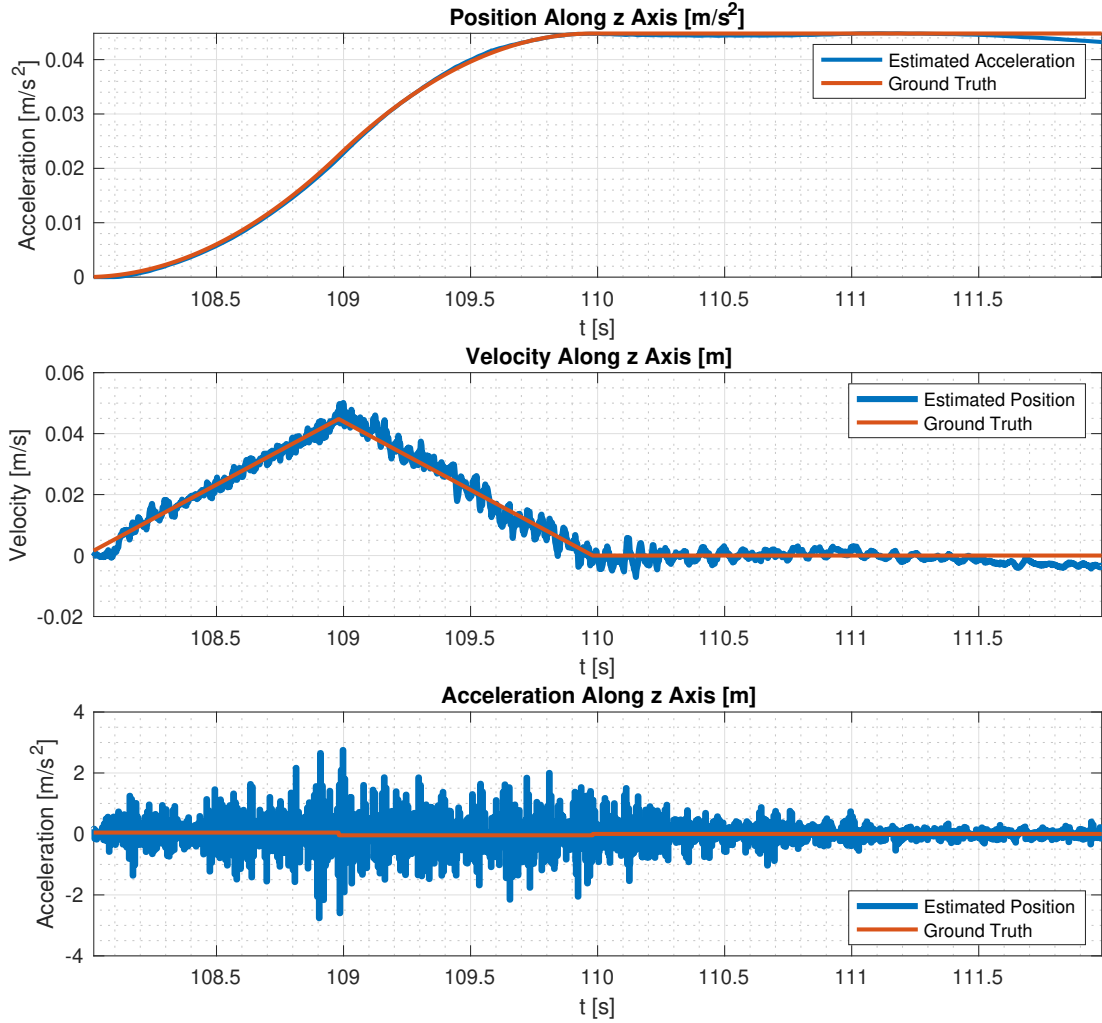 Position Along z Axis [m/s²]
Acceleration [m/s²]
0.04
0.03
0.02
0.01
0
Estimated Acceleration
Ground Truth
108.5 109 109.5 110 110.5 111 111.5
t [s]
Velocity Along z Axis [m]
Velocity [m/s]
0.06
0.04
0.02
0
-0.02
Estimated Position
Ground Truth
108.5 109 109.5 110 110.5 111 111.5
t [s]
Acceleration Along z Axis [m]
Acceleration [m/s²]
4
2
0
-2
-4
Estimated Position
Ground Truth
108.5 109 109.5 110 110.5 111 111.5
t [s]